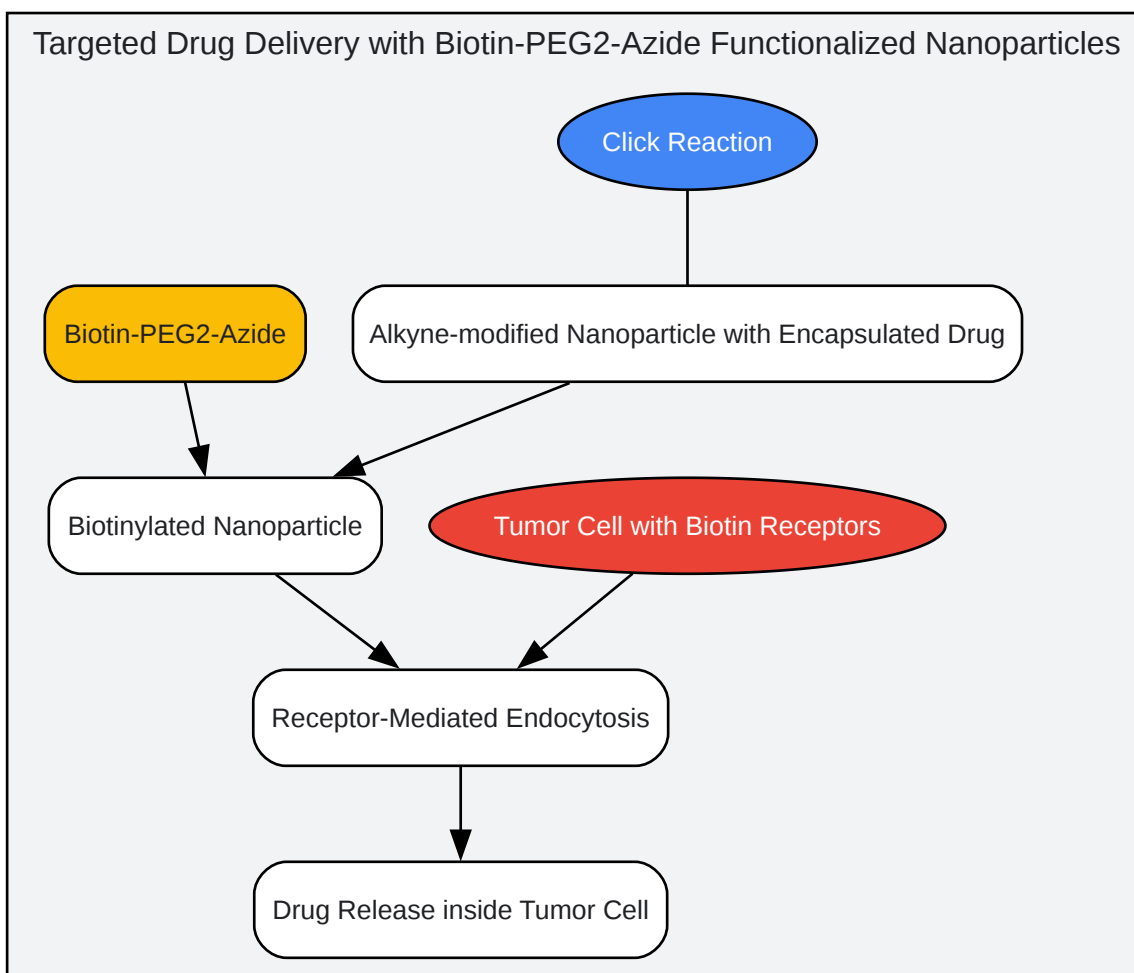 Targeted Drug Delivery with Biotin-PEG2-Azide Functionalized Nanoparticles
Click Reaction
Biotin-PEG2-Azide
Alkyne-modified Nanoparticle with Encapsulated Drug
Biotinylated Nanoparticle
Tumor Cell with Biotin Receptors
Receptor-Mediated Endocytosis
Drug Release inside Tumor Cell